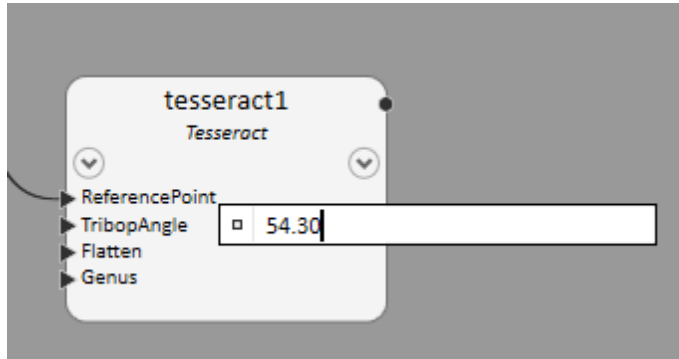 tesseract1
Tesseract
ReferencePoint
TribopAngle
54.30
Flatten
Genus